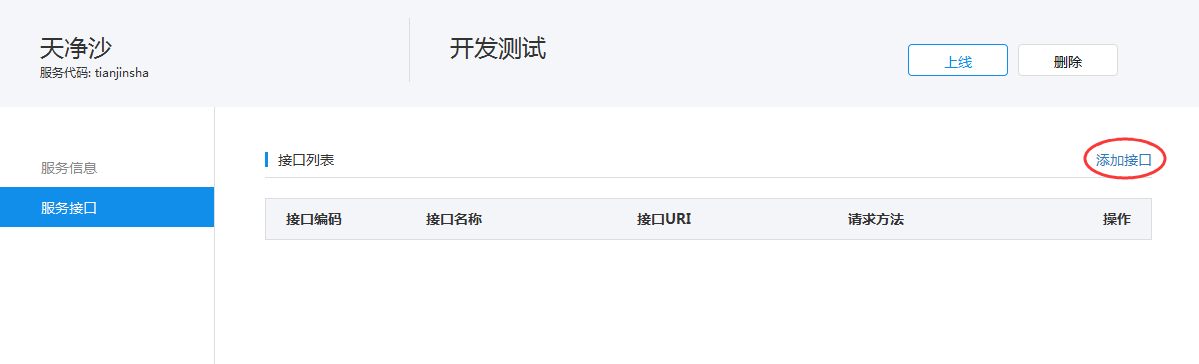 天净沙
服务代码: tianjinsha
开发测试
上线
删除
服务信息
服务接口
接口列表
添加接口
接口编码 接口名称 接口URI 请求方法 操作